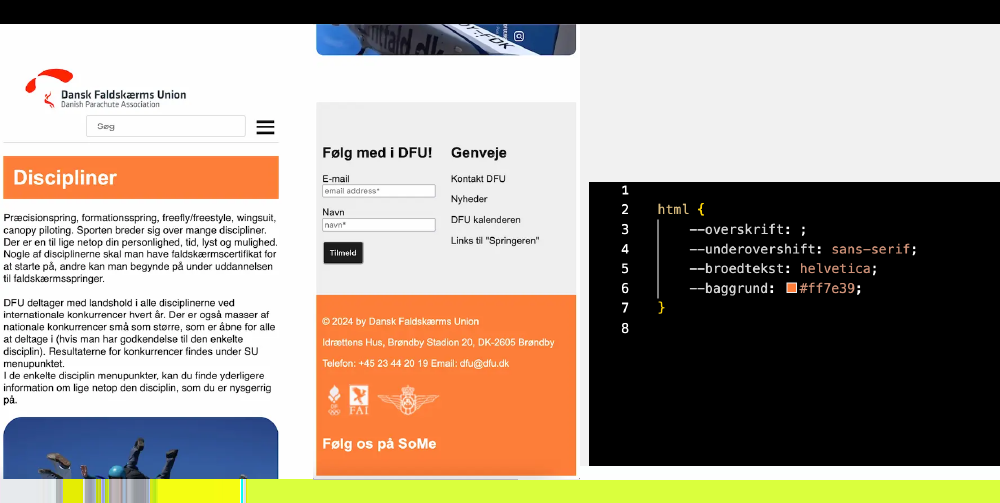 Dansk Faldskærms Union
Danish Parachute Association
Søg
Discipliner
Præcisionspring, formationsspring, freefly/freestyle, wingsuit,
canopy piloting. Sporten breder sig over mange discipliner.
Der er en til lige netop din personlighed, tid, lyst og mulighed.
Nogle af disciplinerne skal man have faldskærmscertifikat for
at starte på, andre kan man begynde på under uddannelsen
til faldskærmsspringer.
DFU deltager med landshold i alle disciplinerne ved
internationale konkurrencer hvert år. Der er også masser af
nationale konkurrencer små som større, som er åbne for alle
at deltage i (hvis man har godkendelse til den enkelte
disciplin). Resultaterne for konkurrencer findes under SU
menupunktet.
I de enkelte disciplin menupunkter, kan du finde yderligere
information om lige netop den disciplin, som du er nysgerrig
på.
Følg med i DFU!
E-mail
email address*
Navn
navn*
Tilmeld
Genveje
Kontakt DFU
Nyheder
DFU kalenderen
Links til "Springeren"
© 2024 by Dansk Faldskærms Union
Idrættens Hus, Brøndby Stadion 20, DK-2605 Brøndby
Telefon: +45 23 44 20 19 Email: dfu@dfu.dk
FAI
Følg os på SoMe
1
2 html {
3 --overskrift: ;
4 --underovershift: sans-serif;
5 --broedtekst: helvetica;
6 --baggrund: #ff7e39;
7 }
8